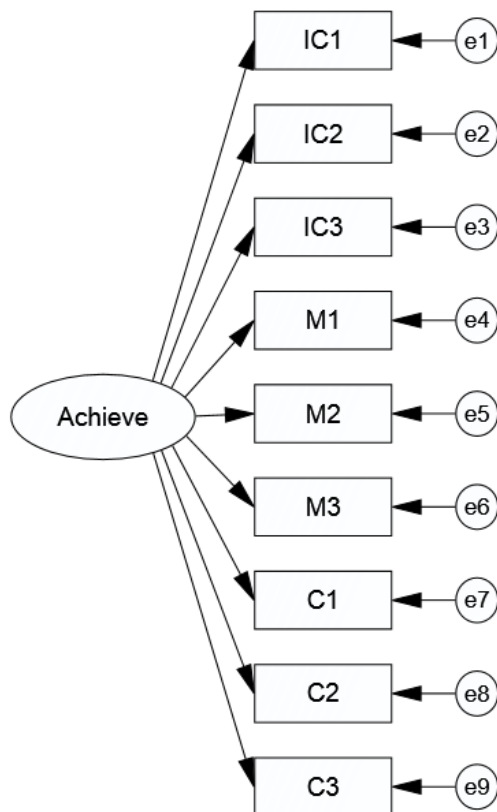 IC1 e1
IC2 e2
IC3 e3
M1 e4
Achieve M2 e5
M3 e6
C1 e7
C2 e8
C3 e9